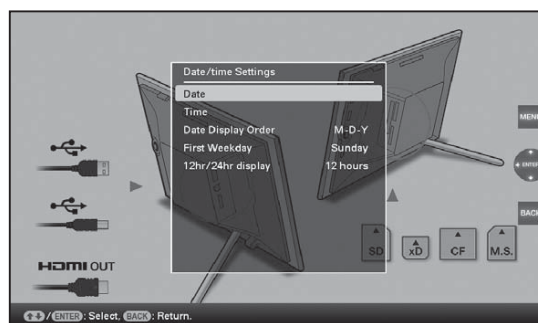 Date/time Settings
Date
Time
Date Display Order M-D-Y
First Weekday Sunday
12hr/24hr display 12 hours
MENU
ENTER
BACK
HDMI OUT
SD
xD
CF
M.S.
/ENTER: Select, BACK: Return.